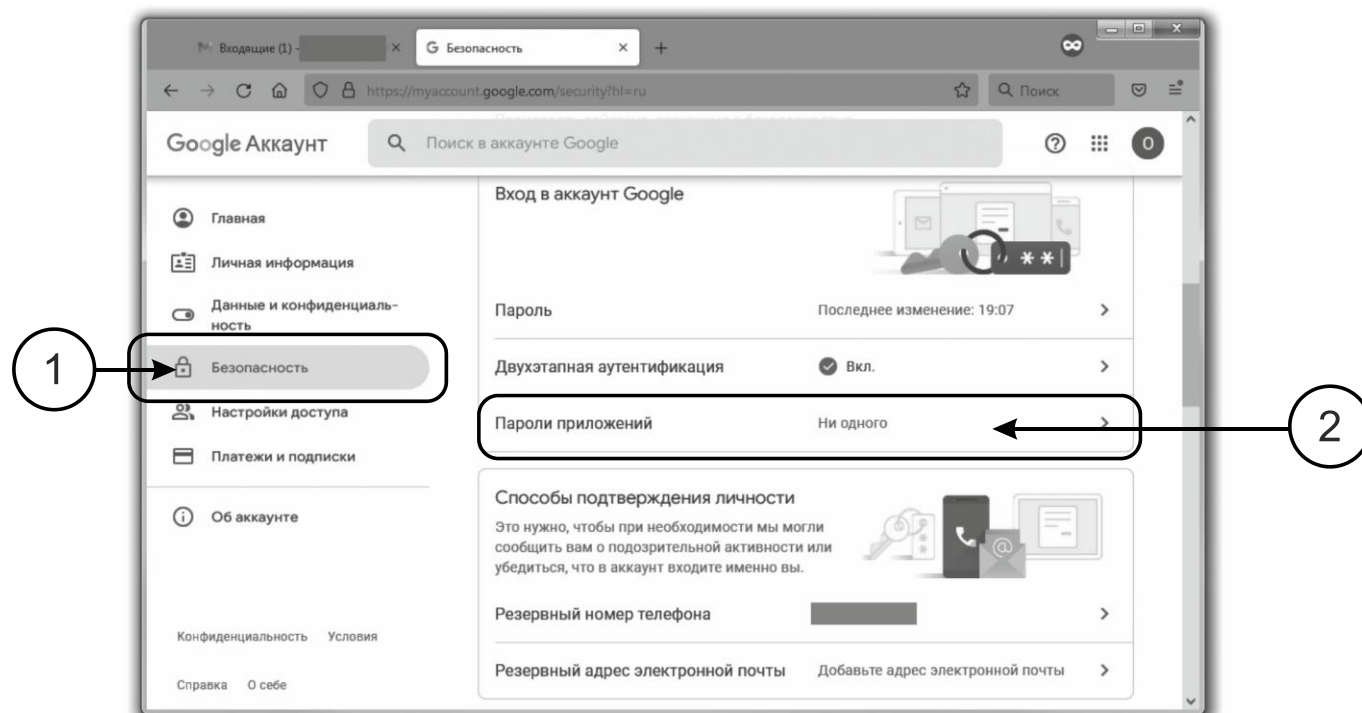 Входящие (1) -
Безопасность
https://myaccount.google.com/security?hl=ru
Поиск
Google Аккаунт
Поиск в аккаунте Google
O
Главная
Личная информация
Данные и конфиденциаль-
ность
1
Безопасность
Настройки доступа
Платежи и подписки
Об аккаунте
Конфиденциальность Условия
Справка О себе
Вход в аккаунт Google
**|
Пароль Последнее изменение: 19:07
Двухэтапная аутентификация Вкл.
Пароли приложений Ни одного
2
Способы подтверждения личности
Это нужно, чтобы при необходимости мы могли
сообщить вам о подозрительной активности или
убедиться, что в аккаунт входите именно вы.
@
Резервный номер телефона
Резервный адрес электронной почты Добавьте адрес электронной почты